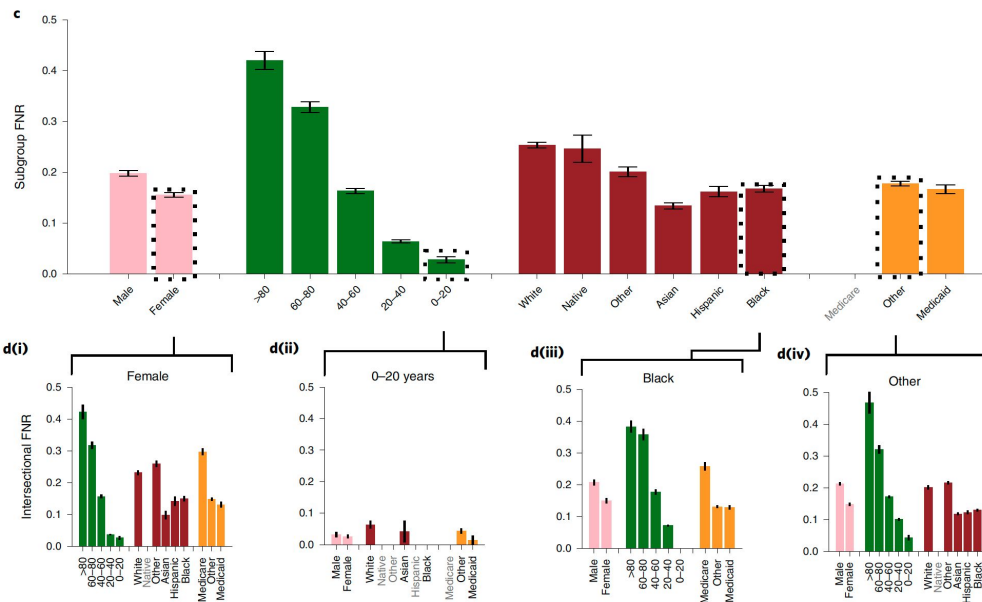 c
Subgroup FNR
0.5
0.4
0.3
0.2
0.1
0.0
Male
Female
>80
60–80
40–60
20–40
0–20
White
Native
Other
Asian
Hispanic
Black
Medicare
Other
Medicaid
d(i)
Female
Intersectional FNR
0.5
0.4
0.3
0.2
0.1
0.0
>80
60–80
40–60
20–40
0–20
White
Native
Other
Asian
Hispanic
Black
Medicare
Other
Medicaid
d(ii)
0–20 years
0.5
0.4
0.3
0.2
0.1
0.0
Male
Female
White
Native
Other
Asian
Hispanic
Black
Medicare
Other
Medicaid
d(iii)
Black
0.5
0.4
0.3
0.2
0.1
0.0
Male
Female
>80
60–80
40–60
20–40
0–20
Medicare
Other
Medicaid
d(iv)
Other
0.5
0.4
0.3
0.2
0.1
0.0
Male
Female
>80
60–80
40–60
20–40
0–20
White
Native
Other
Asian
Hispanic
Black